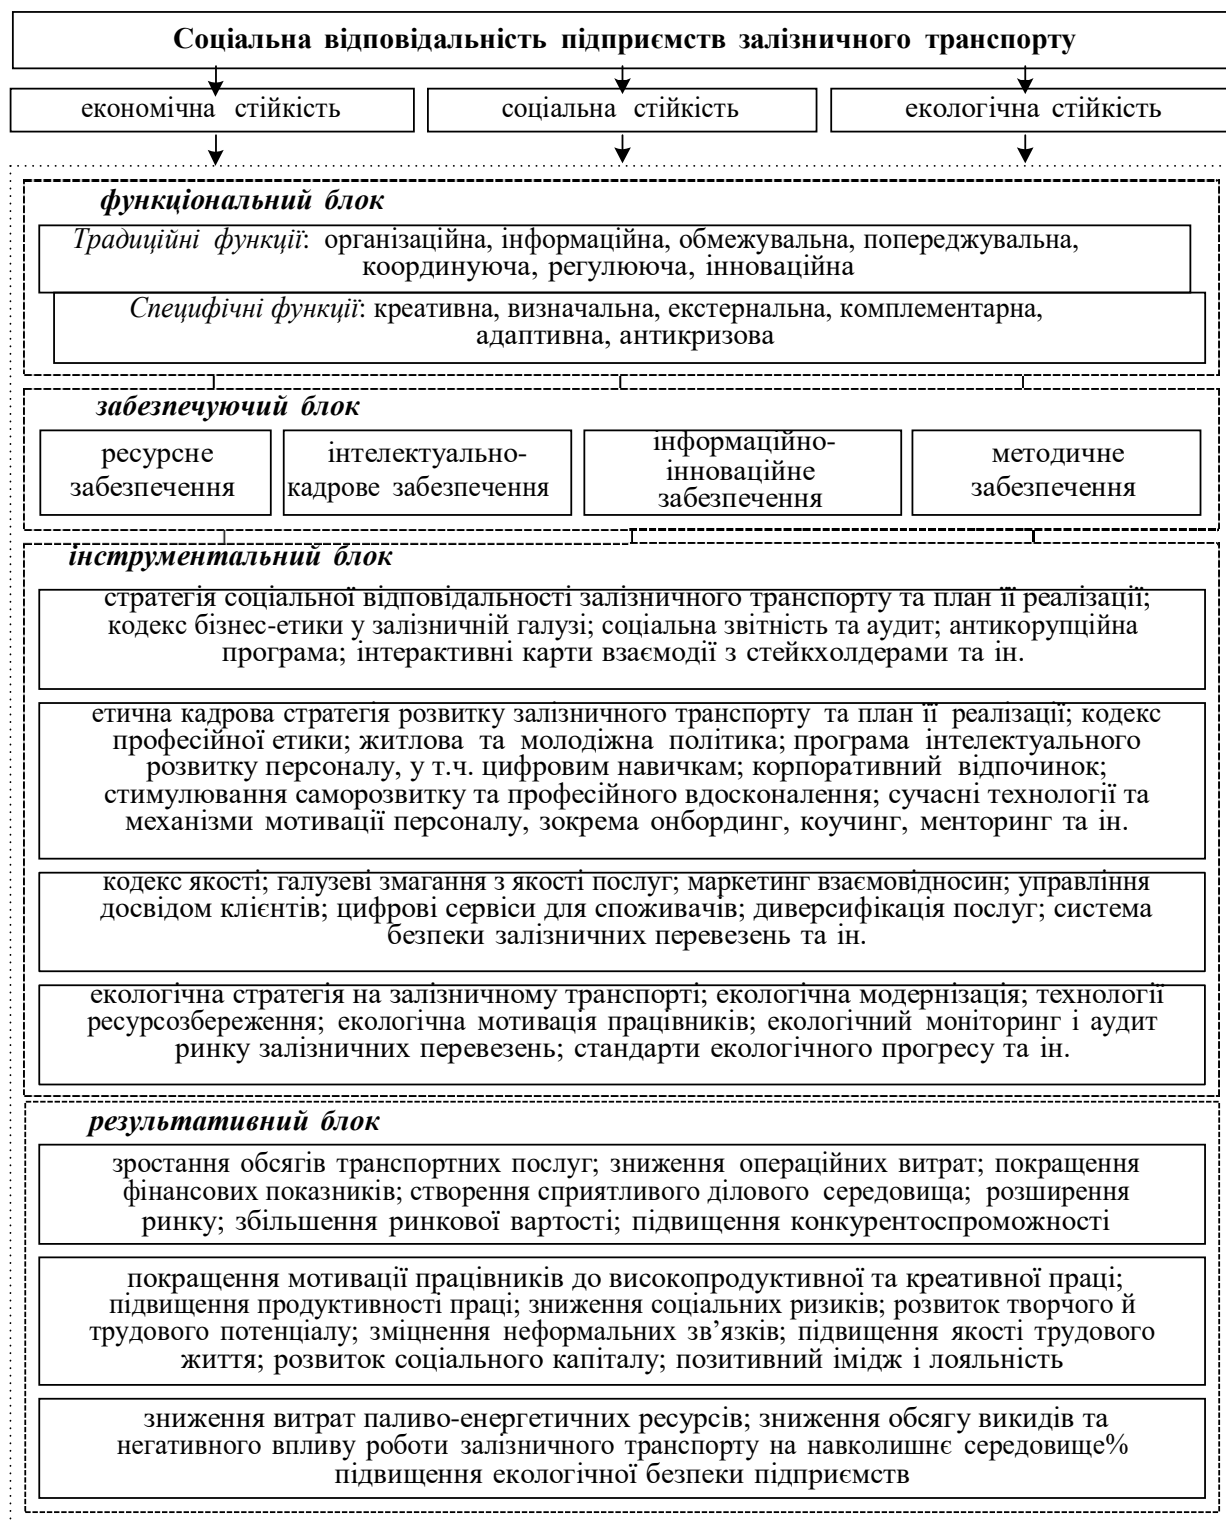 Соціальна відповідальність підприємств залізничного транспорту
економічна стійкість
соціальна стійкість
екологічна стійкість
функціональний блок
Традиційні функції: організаційна, інформаційна, обмежувальна, попереджувальна,
координуюча, регулююча, інноваційна
Специфічні функції: креативна, визначальна, екстернальна, комплементарна,
адаптивна, антикризова
забезпечуючий блок
ресурсне
забезпечення
інтелектуально-
кадрове забезпечення
інформаційно-
інноваційне
забезпечення
методичне
забезпечення
інструментальний блок
стратегія соціальної відповідальності залізничного транспорту та план її реалізації;
кодекс бізнес-етики у залізничній галузі; соціальна звітність та аудит; антикорупційна
програма; інтерактивні карти взаємодії з стейкхолдерами та ін.
етична кадрова стратегія розвитку залізничного транспорту та план її реалізації; кодекс
професійної етики; житлова та молодіжна політика; програма інтелектуального
розвитку персоналу, у т.ч. цифровим навичкам; корпоративний відпочинок;
стимулювання саморозвитку та професійного вдосконалення; сучасні технології та
механізми мотивації персоналу, зокрема онбординг, коучинг, менторинг та ін.
кодекс якості; галузеві змагання з якості послуг; маркетинг взаємовідносин; управління
досвідом клієнтів; цифрові сервіси для споживачів; диверсифікація послуг; система
безпеки залізничних перевезень та ін.
екологічна стратегія на залізничному транспорті; екологічна модернізація; технології
ресурсозбереження; екологічна мотивація працівників; екологічний моніторинг і аудит
ринку залізничних перевезень; стандарти екологічного прогресу та ін.
результативний блок
зростання обсягів транспортних послуг; зниження операційних витрат; покращення
фінансових показників; створення сприятливого ділового середовища; розширення
ринку; збільшення ринкової вартості; підвищення конкурентоспроможності
покращення мотивації працівників до високопродуктивної та креативної праці;
підвищення продуктивності праці; зниження соціальних ризиків; розвиток творчого й
трудового потенціалу; зміцнення неформальних зв’язків; підвищення якості трудового
життя; розвиток соціального капіталу; позитивний імідж і лояльність
зниження витрат паливо-енергетичних ресурсів; зниження обсягу викидів та
негативного впливу роботи залізничного транспорту на навколишнє середовище%
підвищення екологічної безпеки підприємств